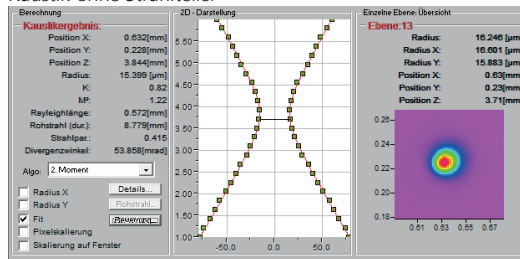 Kaustik ohne Strahlteiler
Berechnung
Kaustikergebnis:
Position X: 0.632[mm]
Position Y: 0.228[mm]
Position Z: 3.844[mm]
Radius: 15.399 [µm]
K: 0.82
M²: 1.22
Rayleighlänge: 0.572[mm]
Rohstrahl (dur.): 8.779[mm]
Strahlpar.: 0.415
Divergenzwinkel: 53.858[mrad]
Algo: 2. Moment
Radius X
Details...
Radius Y
Rohstrahl...
Fit
Bewertung...
Pixelskalierung
Skalierung auf Fenster
2D - Darstellung
5.50
5.00
4.50
4.00
3.50
3.00
2.50
2.00
1.50
1.00
-50.0 0.0 50.0
Einzelne Ebene: Übersicht
Ebene:13
Radius: 16.246 [µm
Radius X: 16.601 [µm
Radius Y: 15.883 [µm
Position X: 0.63[mm
Position Y: 0.23[mm
Position Z: 3.71[mm
0.26
0.24
0.22
0.20
0.18
0.61 0.63 0.65 0.67